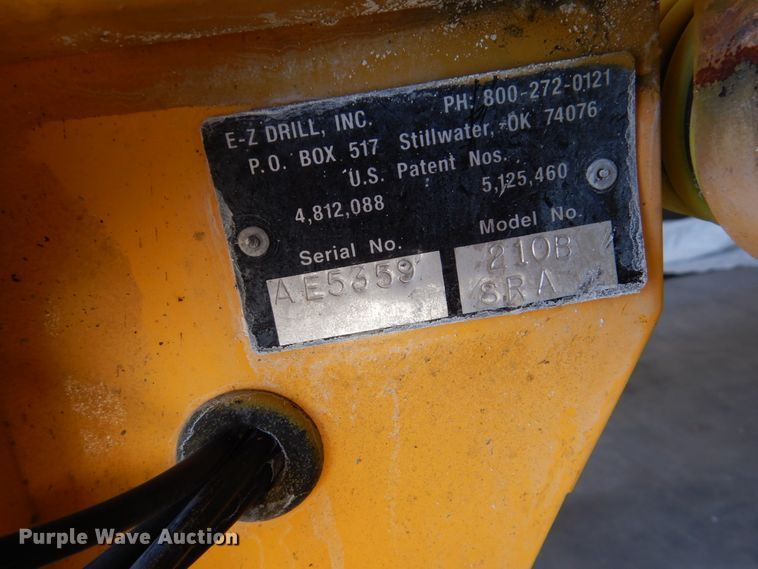 E-Z DRILL, INC. PH: 800-272-0121
P.O. BOX 517 Stillwater, OK 74076
U.S. Patent Nos.
4,812,088 5,125,460
Serial No. Model No.
AE5659 210B
SRA
Purple Wave Auction